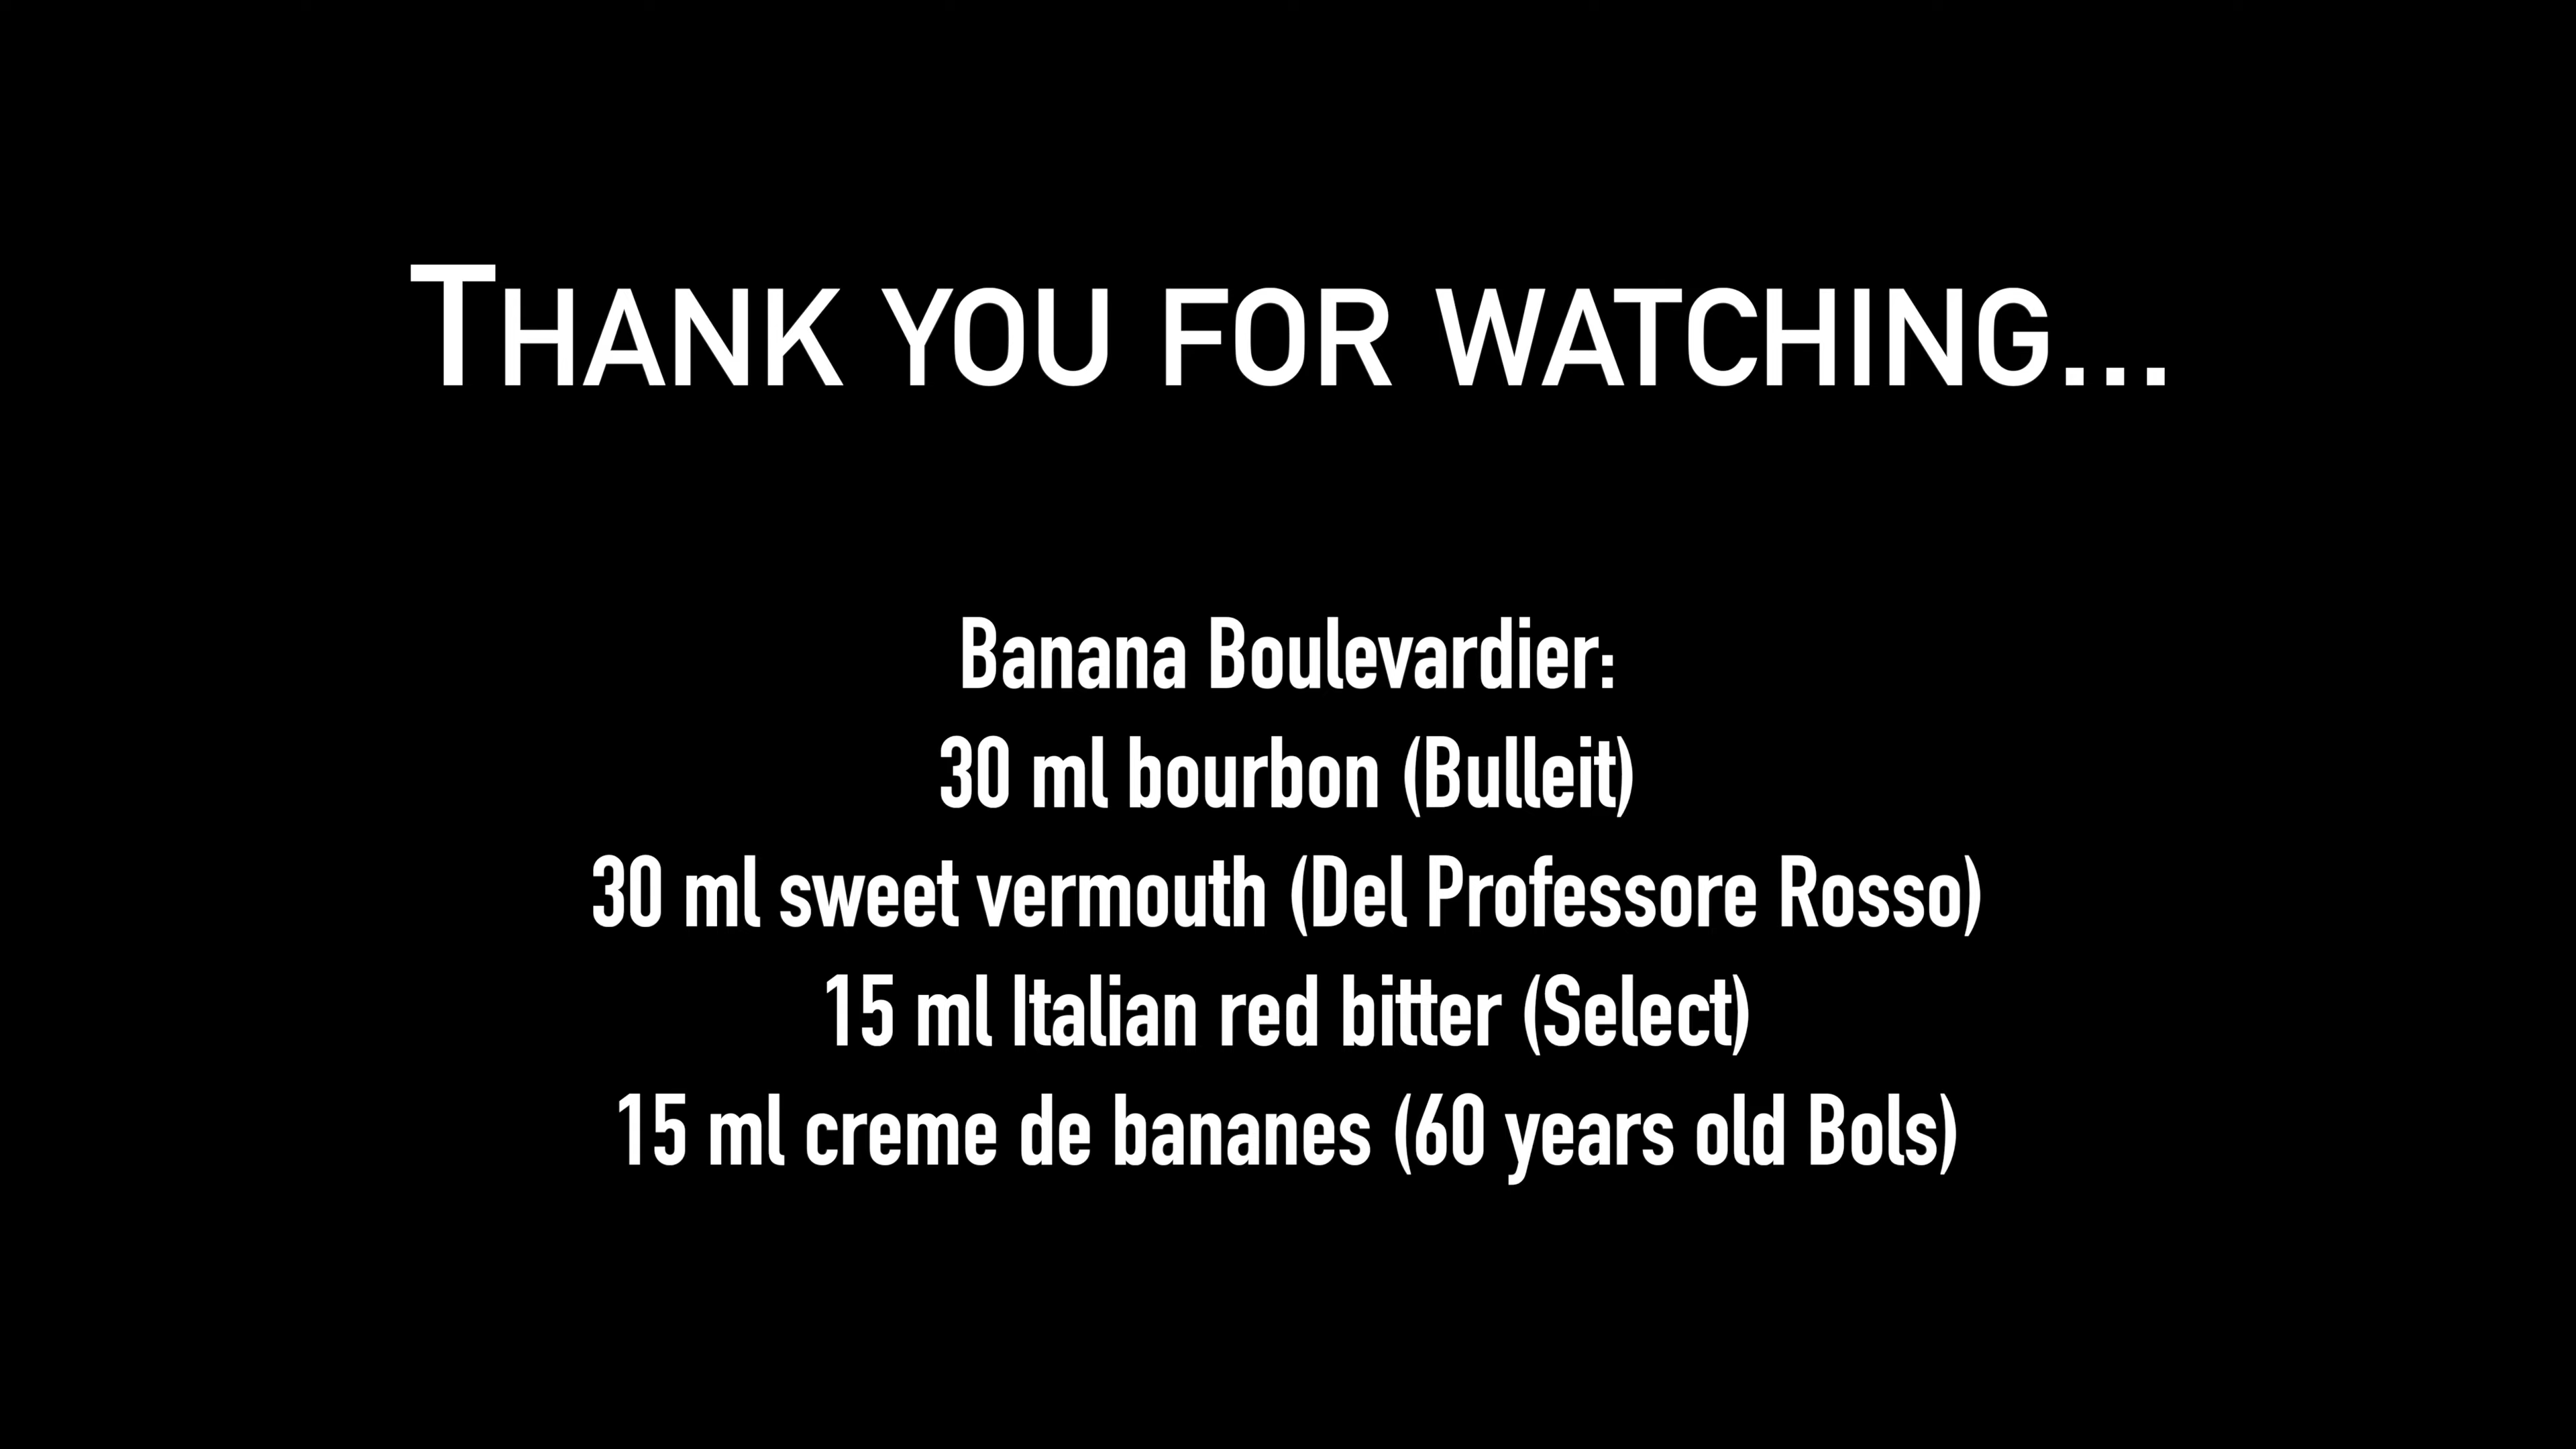 THANK YOU FOR WATCHING...
Banana Boulevardier:
30 ml bourbon (Bulleit)
30 ml sweet vermouth (Del Professore Rosso)
15 ml Italian red bitter (Select)
15 ml creme de bananes (60 years old Bols)